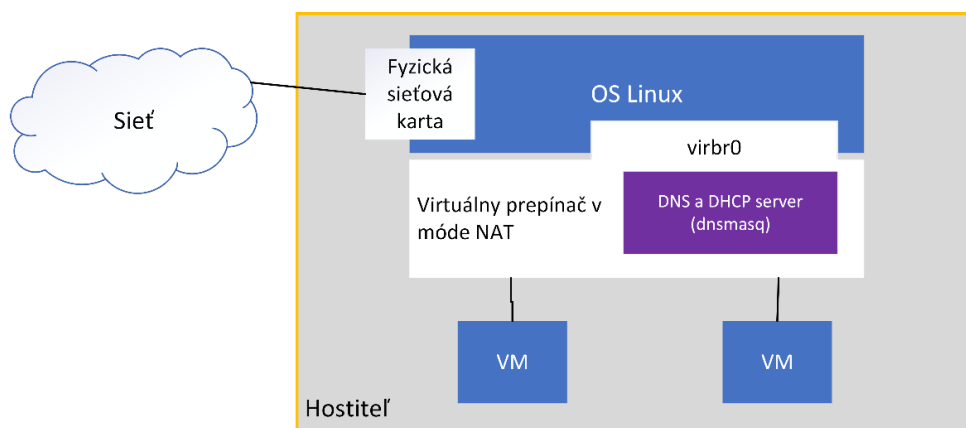 Sieť
Fyzická
sieťová
karta
OS Linux
virbr0
Virtuálny prepínač v
móde NAT
DNS a DHCP server
(dnsmasq)
VM
VM
Hostiteľ